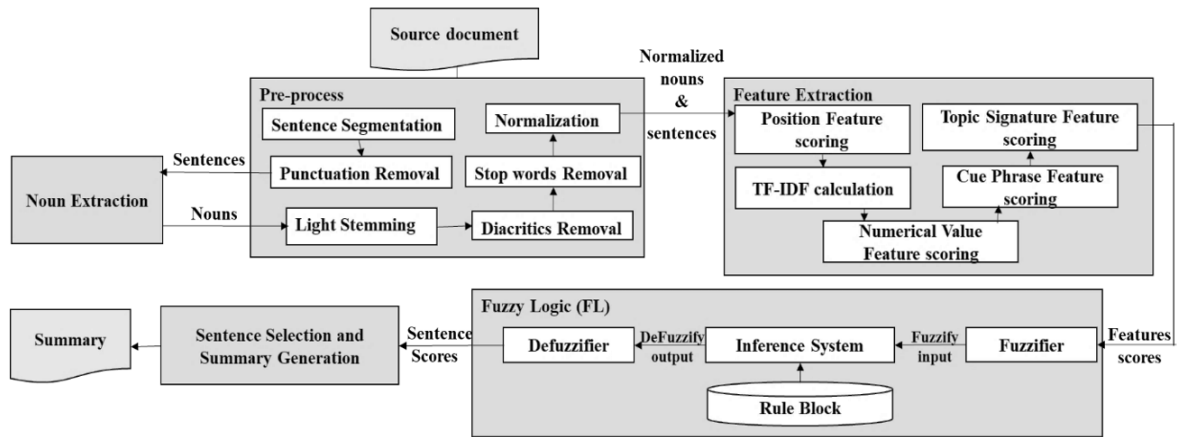 Source document
Pre-process
Sentence Segmentation
Punctuation Removal
Normalization
Stop words Removal
Light Stemming
Diacritics Removal
Sentences
Noun Extraction
Nouns
Normalized
nouns
&
sentences
Feature Extraction
Position Feature
scoring
TF-IDF calculation
Numerical Value
Feature scoring
Cue Phrase Feature
scoring
Topic Signature Feature
scoring
Features
scores
Fuzzy Logic (FL)
Fuzzifier
Fuzzify
input
Inference System
Rule Block
DeFuzzify
output
Defuzzifier
Sentence
Scores
Sentence Selection and
Summary Generation
Summary